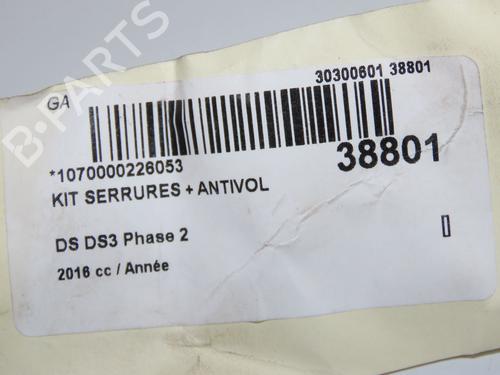 B-PARTS
GA
30300601 38801
*1070000226053
38801
KIT SERRURES + ANTIVOL
DS DS3 Phase 2
2016 cc / Année